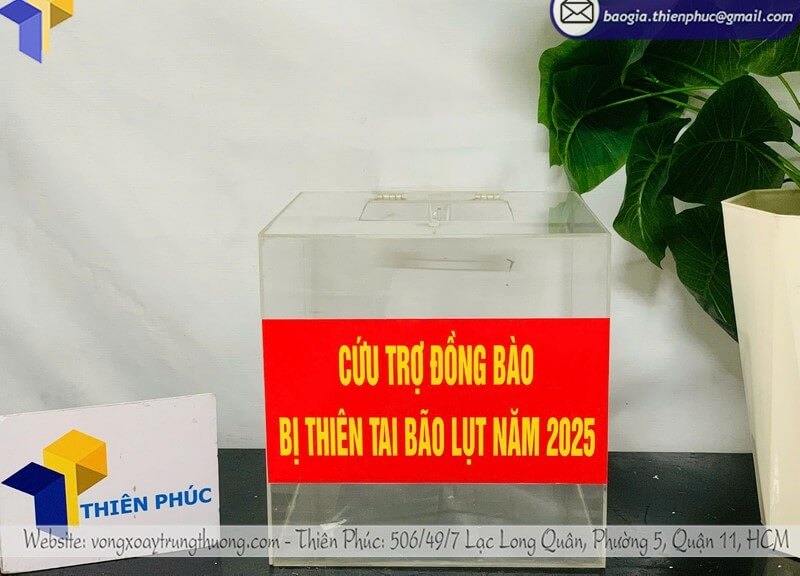 baogia.thienphuc@gmail.com
CỨU TRỢ ĐỒNG BÀO
BỊ THIÊN TAI BÃO LỤT NĂM 2025
THIÊN PHÚC
Website: vongxoaytrungthuong.com - Thiên Phúc: 506/49/7 Lạc Long Quân, Phường 5, Quận 11, HCM